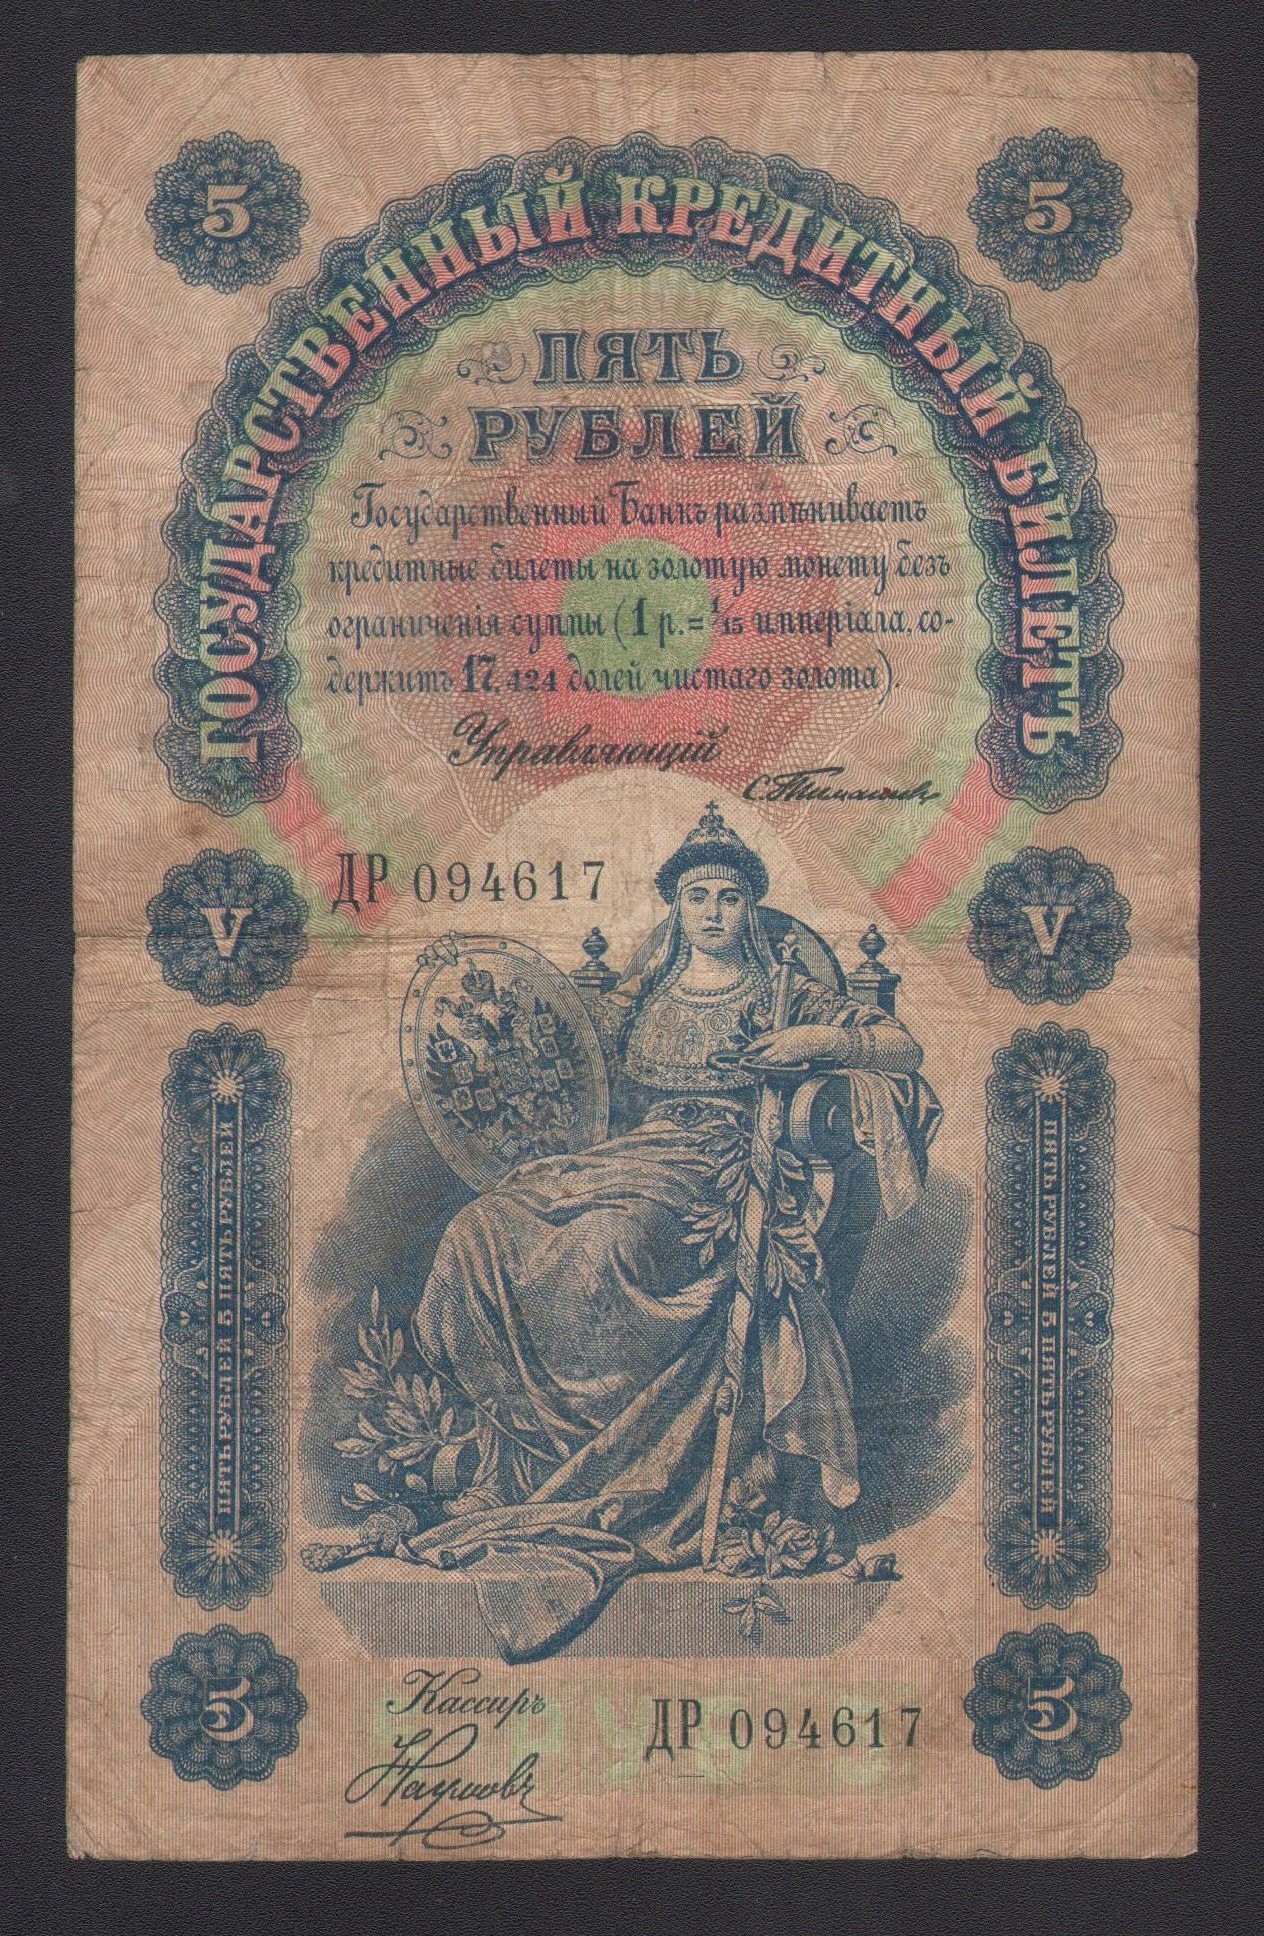 5 5
ГОСУДАРСТВЕННЫЙ КРЕДИТНЫЙ БИЛЕТЪ
ПЯТЬ
РУБЛЕЙ
Государственный Банкъ размѣниваетъ
кредитные билеты на золотую монету безъ
ограниченія суммы (1 р. = 1/15 имперіала, со-
держитъ 17,424 долей чистаго золота).
Управляющій
С. Тимашевъ
ДР 094617
V V
ПЯТЬ РУБЛЕЙ 5 ПЯТЬ РУБЛЕЙ
ПЯТЬ РУБЛЕЙ 5 ПЯТЬ РУБЛЕЙ
5 5
Кассиръ
Наумовъ
ДР 094617